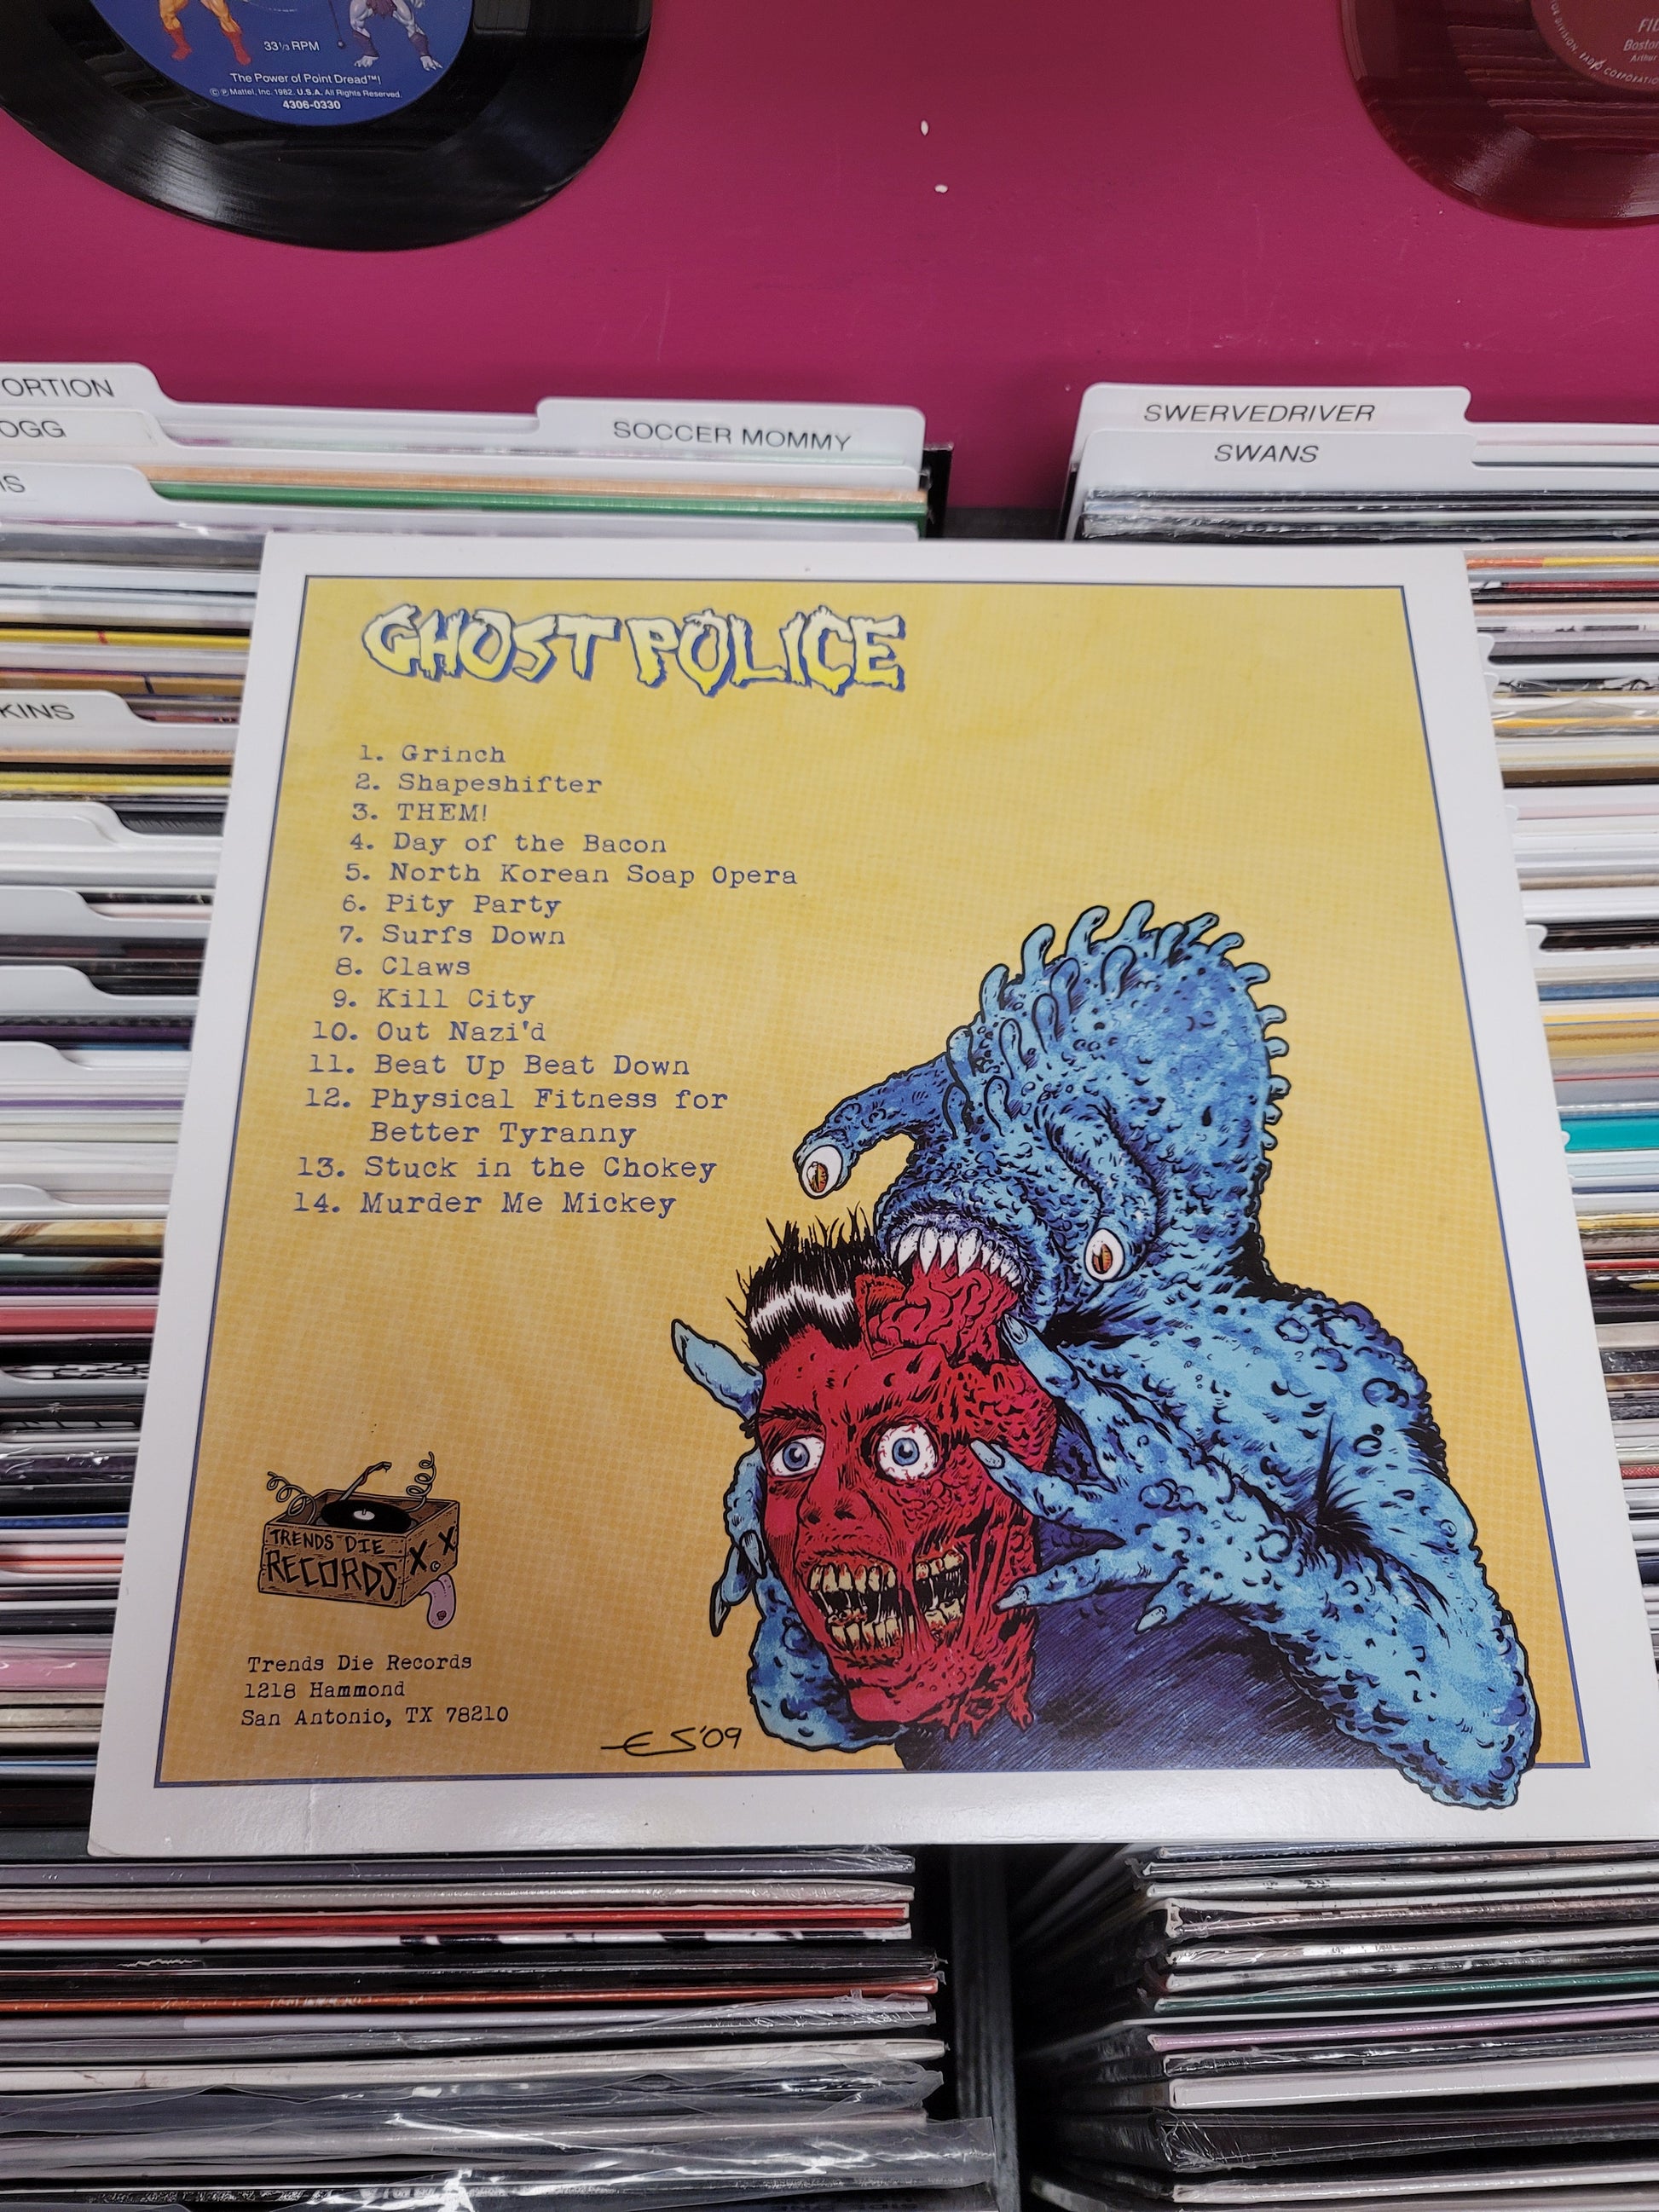 33 1/3 RPM
The Power of Point Dread™!
©℗ Mattel, Inc. 1982. U.S.A. All Rights Reserved.
4306-0330
Boston
Arthur
SOCCER MOMMY
SWERVEDRIVER
SWANS
ORTION
OGG
KINS
GHOST POLICE
1. Grinch
2. Shapeshifter
3. THEM!
4. Day of the Bacon
5. North Korean Soap Opera
6. Pity Party
7. Surfs Down
8. Claws
9. Kill City
10. Out Nazi'd
11. Beat Up Beat Down
12. Physical Fitness for
Better Tyranny
13. Stuck in the Chokey
14. Murder Me Mickey
TRENDS DIE
RECORDS
X X
Trends Die Records
1218 Hammond
San Antonio, TX 78210
ES'09